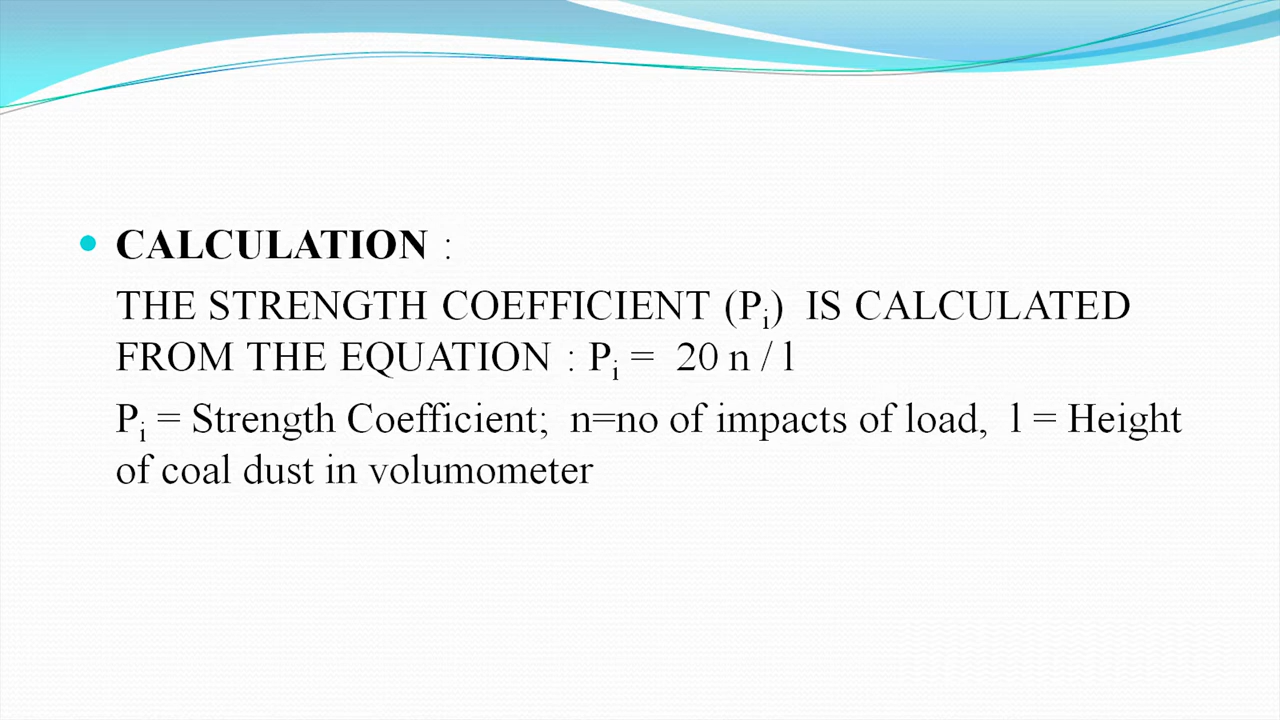 CALCULATION :
THE STRENGTH COEFFICIENT (Pᵢ) IS CALCULATED
FROM THE EQUATION : Pᵢ = 20 n / l
Pᵢ = Strength Coefficient; n=no of impacts of load, l = Height
of coal dust in volumometer